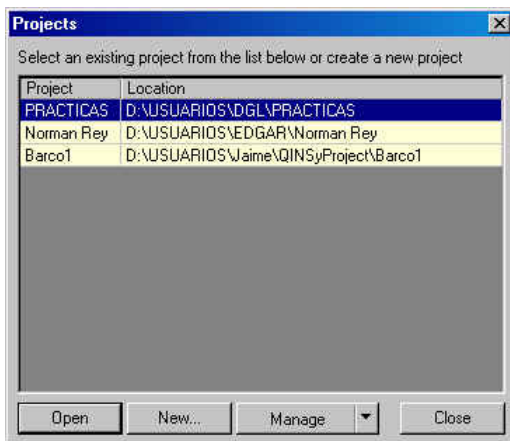 Projects
Select an existing project from the list below or create a new project
Project Location
PRACTICAS D:\USUARIOS\DGL\PRACTICAS
Norman Rey D:\USUARIOS\EDGAR\Norman Rey
Barco1 D:\USUARIOS\Jaime\QINSyProject\Barco1
Open New... Manage Close